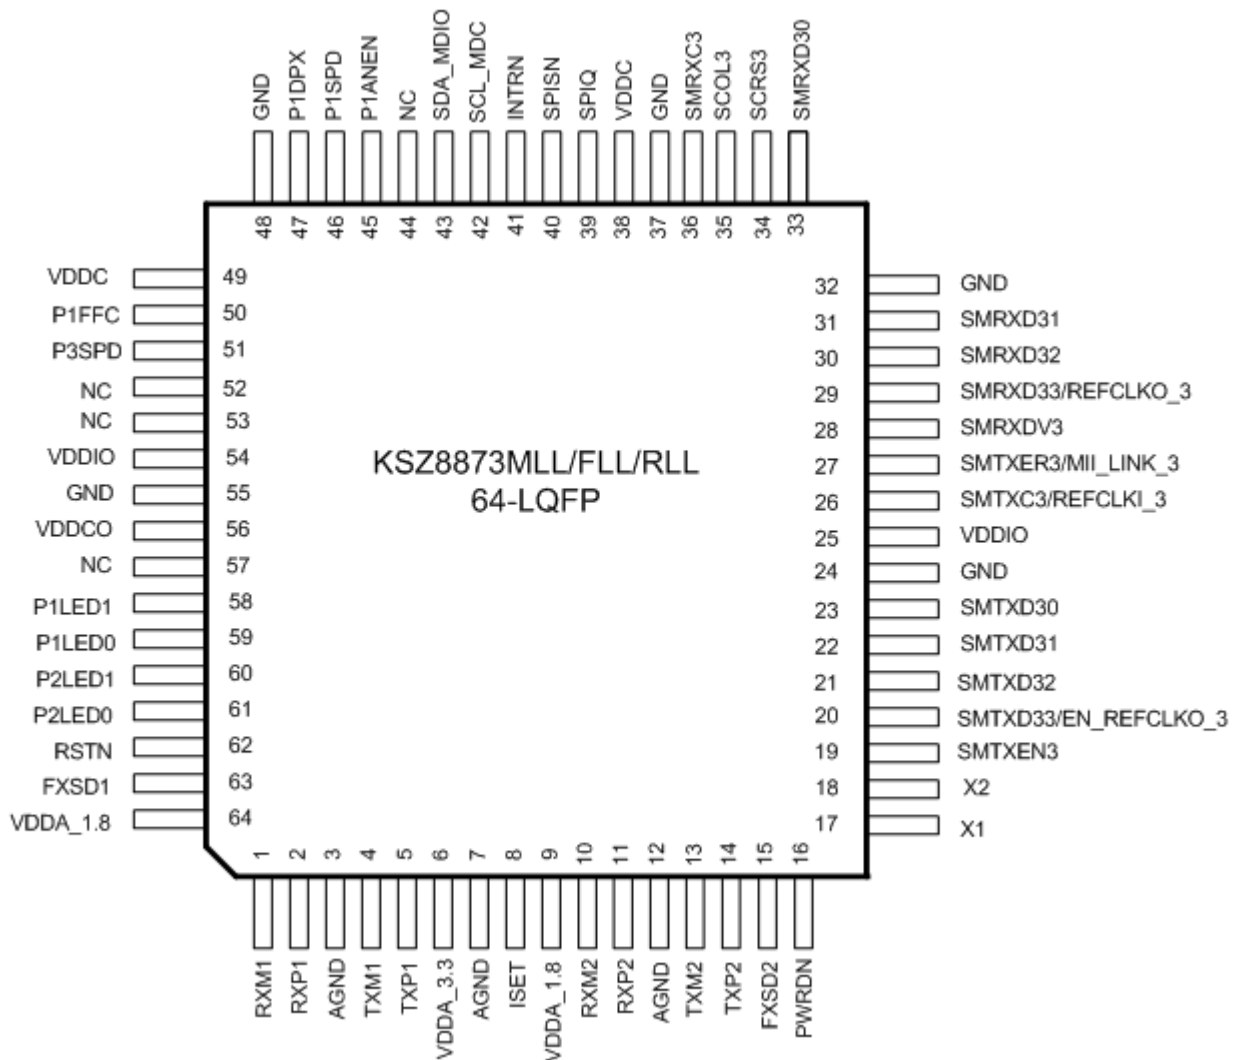 GND
P1DPX
P1SPD
P1ANEN
NC
SDA_MDIO
SCL_MDC
INTRN
SPISN
SPIQ
VDDC
GND
SMRXC3
SCOL3
SCRS3
SMRXD30
48
47
46
45
44
43
42
41
40
39
38
37
36
35
34
33
VDDC 49
P1FFC 50
P3SPD 51
NC 52
NC 53
VDDIO 54
GND 55
VDDCO 56
NC 57
P1LED1 58
P1LED0 59
P2LED1 60
P2LED0 61
RSTN 62
FXSD1 63
VDDA_1.8 64
KSZ8873MLL/FLL/RLL
64-LQFP
32 GND
31 SMRXD31
30 SMRXD32
29 SMRXD33/REFCLKO_3
28 SMRXDV3
27 SMTXER3/MII_LINK_3
26 SMTXC3/REFCLKI_3
25 VDDIO
24 GND
23 SMTXD30
22 SMTXD31
21 SMTXD32
20 SMTXD33/EN_REFCLKO_3
19 SMTXEN3
18 X2
17 X1
1
2
3
4
5
6
7
8
9
10
11
12
13
14
15
16
RXM1
RXP1
AGND
TXM1
TXP1
VDDA_3.3
AGND
ISET
VDDA_1.8
RXM2
RXP2
AGND
TXM2
TXP2
FXSD2
PWRDN